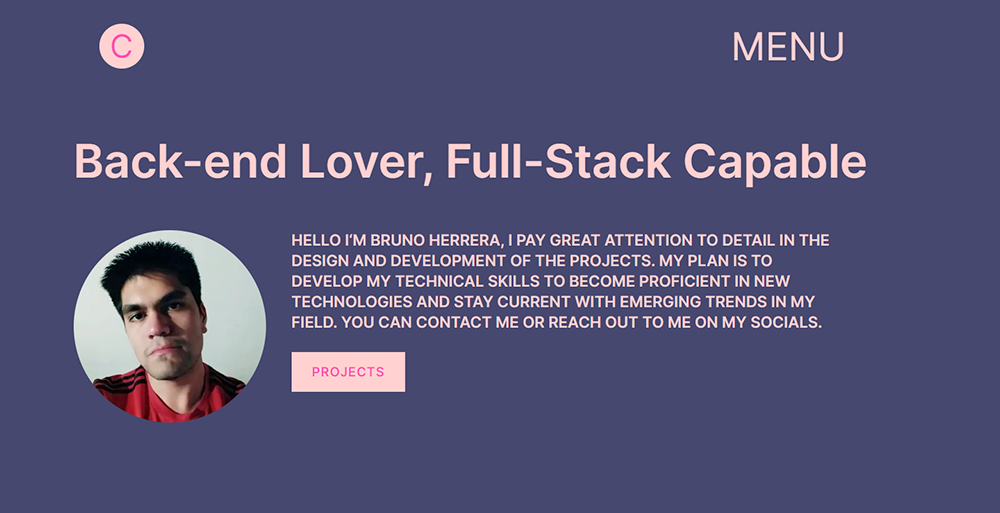 C
MENU
Back-end Lover, Full-Stack Capable
HELLO I'M BRUNO HERRERA, I PAY GREAT ATTENTION TO DETAIL IN THE
DESIGN AND DEVELOPMENT OF THE PROJECTS. MY PLAN IS TO
DEVELOP MY TECHNICAL SKILLS TO BECOME PROFICIENT IN NEW
TECHNOLOGIES AND STAY CURRENT WITH EMERGING TRENDS IN MY
FIELD. YOU CAN CONTACT ME OR REACH OUT TO ME ON MY SOCIALS.
PROJECTS